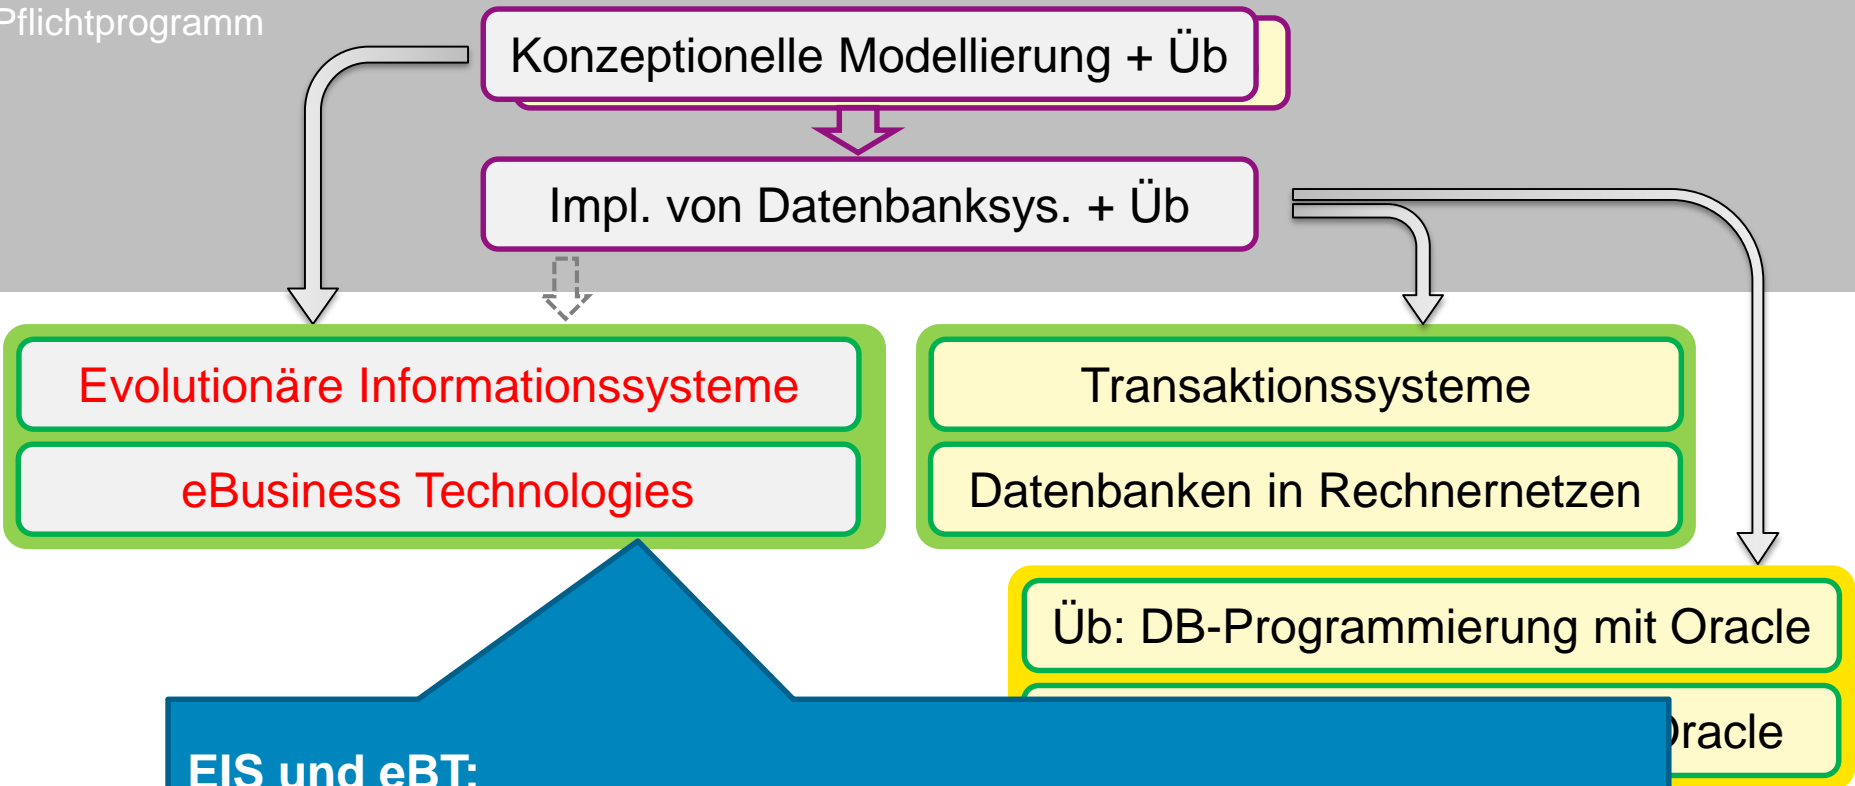 Pflichtprogramm
Konzeptionelle Modellierung + Üb
Impl. von Datenbanksys. + Üb
Evolutionäre Informationssysteme
Transaktionssysteme
eBusiness Technologies
Datenbanken in Rechnernetzen
Üb: DB-Programmierung mit Oracle
EIS und eBT: